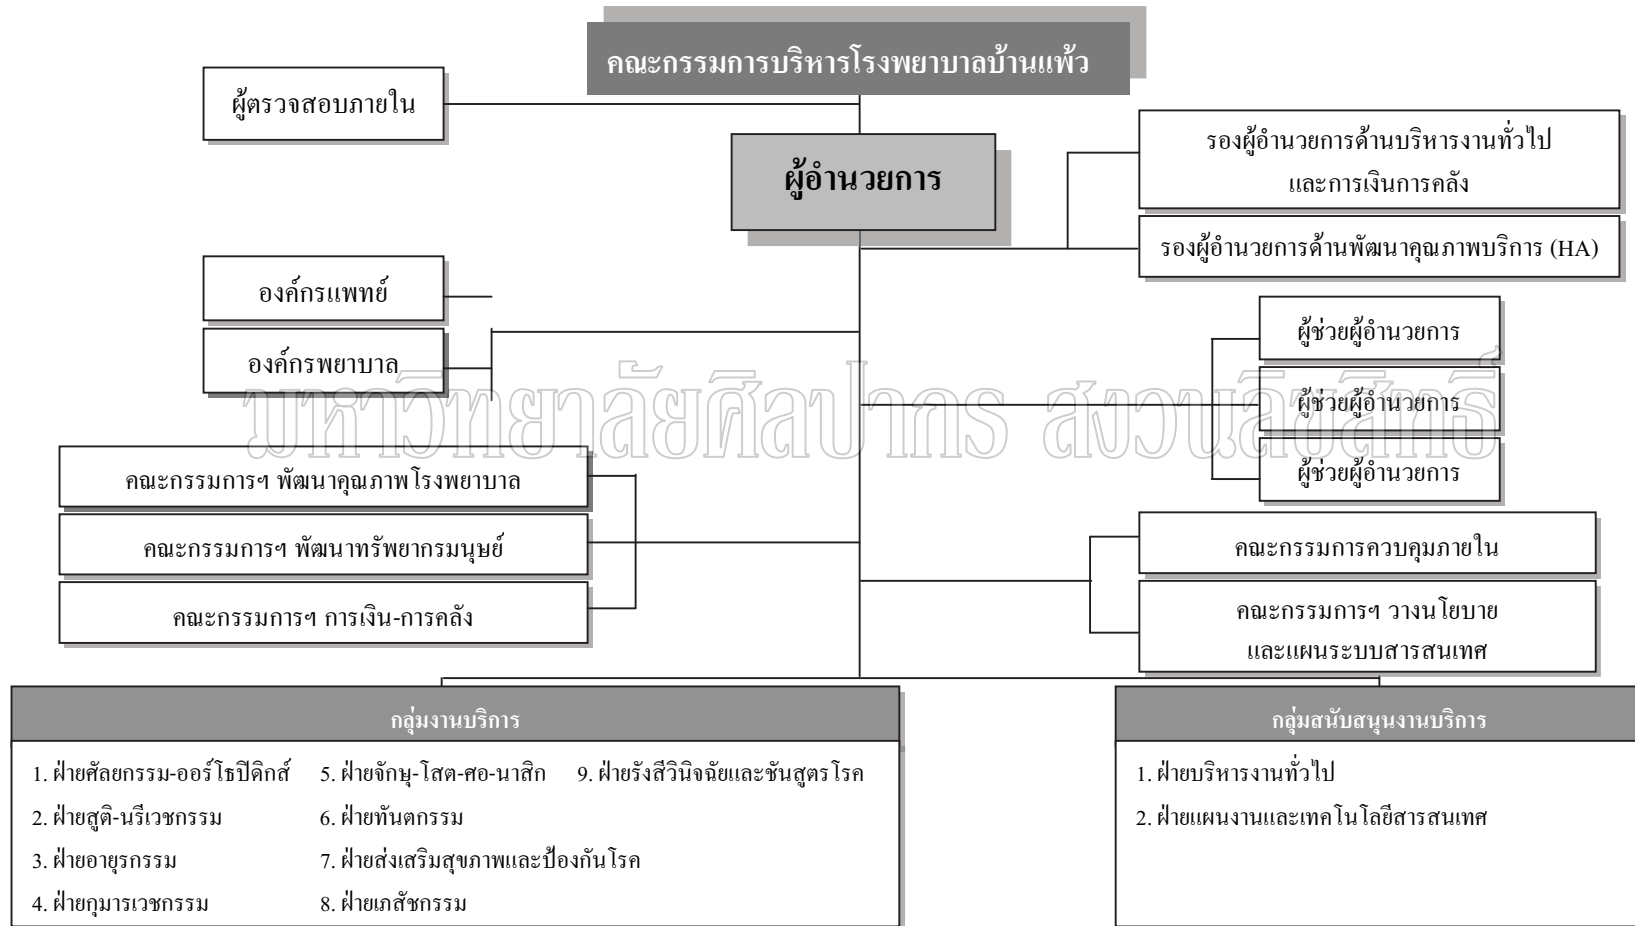 คณะกรรมการบริหารโรงพยาบาลบ้านแพ้ว
ผู้ตรวจสอบภายใน
ผู้อำนวยการ
รองผู้อำนวยการด้านบริหารงานทั่วไป
และการเงินการคลัง
รองผู้อำนวยการด้านพัฒนาคุณภาพบริการ (HA)
องค์กรแพทย์
องค์กรพยาบาล
ผู้ช่วยผู้อำนวยการ
ผู้ช่วยผู้อำนวยการ
ผู้ช่วยผู้อำนวยการ
มหาวิทยาลัยศิลปากร สงวนลิขสิทธิ์
คณะกรรมการฯ พัฒนาคุณภาพโรงพยาบาล
คณะกรรมการฯ พัฒนาทรัพยากรมนุษย์
คณะกรรมการฯ การเงิน-การคลัง
คณะกรรมการควบคุมภายใน
คณะกรรมการฯ วางนโยบาย
และแผนระบบสารสนเทศ
กลุ่มงานบริการ
1. ฝ่ายศัลยกรรม-ออร์โธปิดิกส์
2. ฝ่ายสูติ-นรีเวชกรรม
3. ฝ่ายอายุรกรรม
4. ฝ่ายกุมารเวชกรรม
5. ฝ่ายจักษุ-โสต-ศอ-นาสิก
6. ฝ่ายทันตกรรม
7. ฝ่ายส่งเสริมสุขภาพและป้องกันโรค
8. ฝ่ายเภสัชกรรม
9. ฝ่ายรังสีวินิจฉัยและชันสูตรโรค
กลุ่มสนับสนุนงานบริการ
1. ฝ่ายบริหารงานทั่วไป
2. ฝ่ายแผนงานและเทคโนโลยีสารสนเทศ